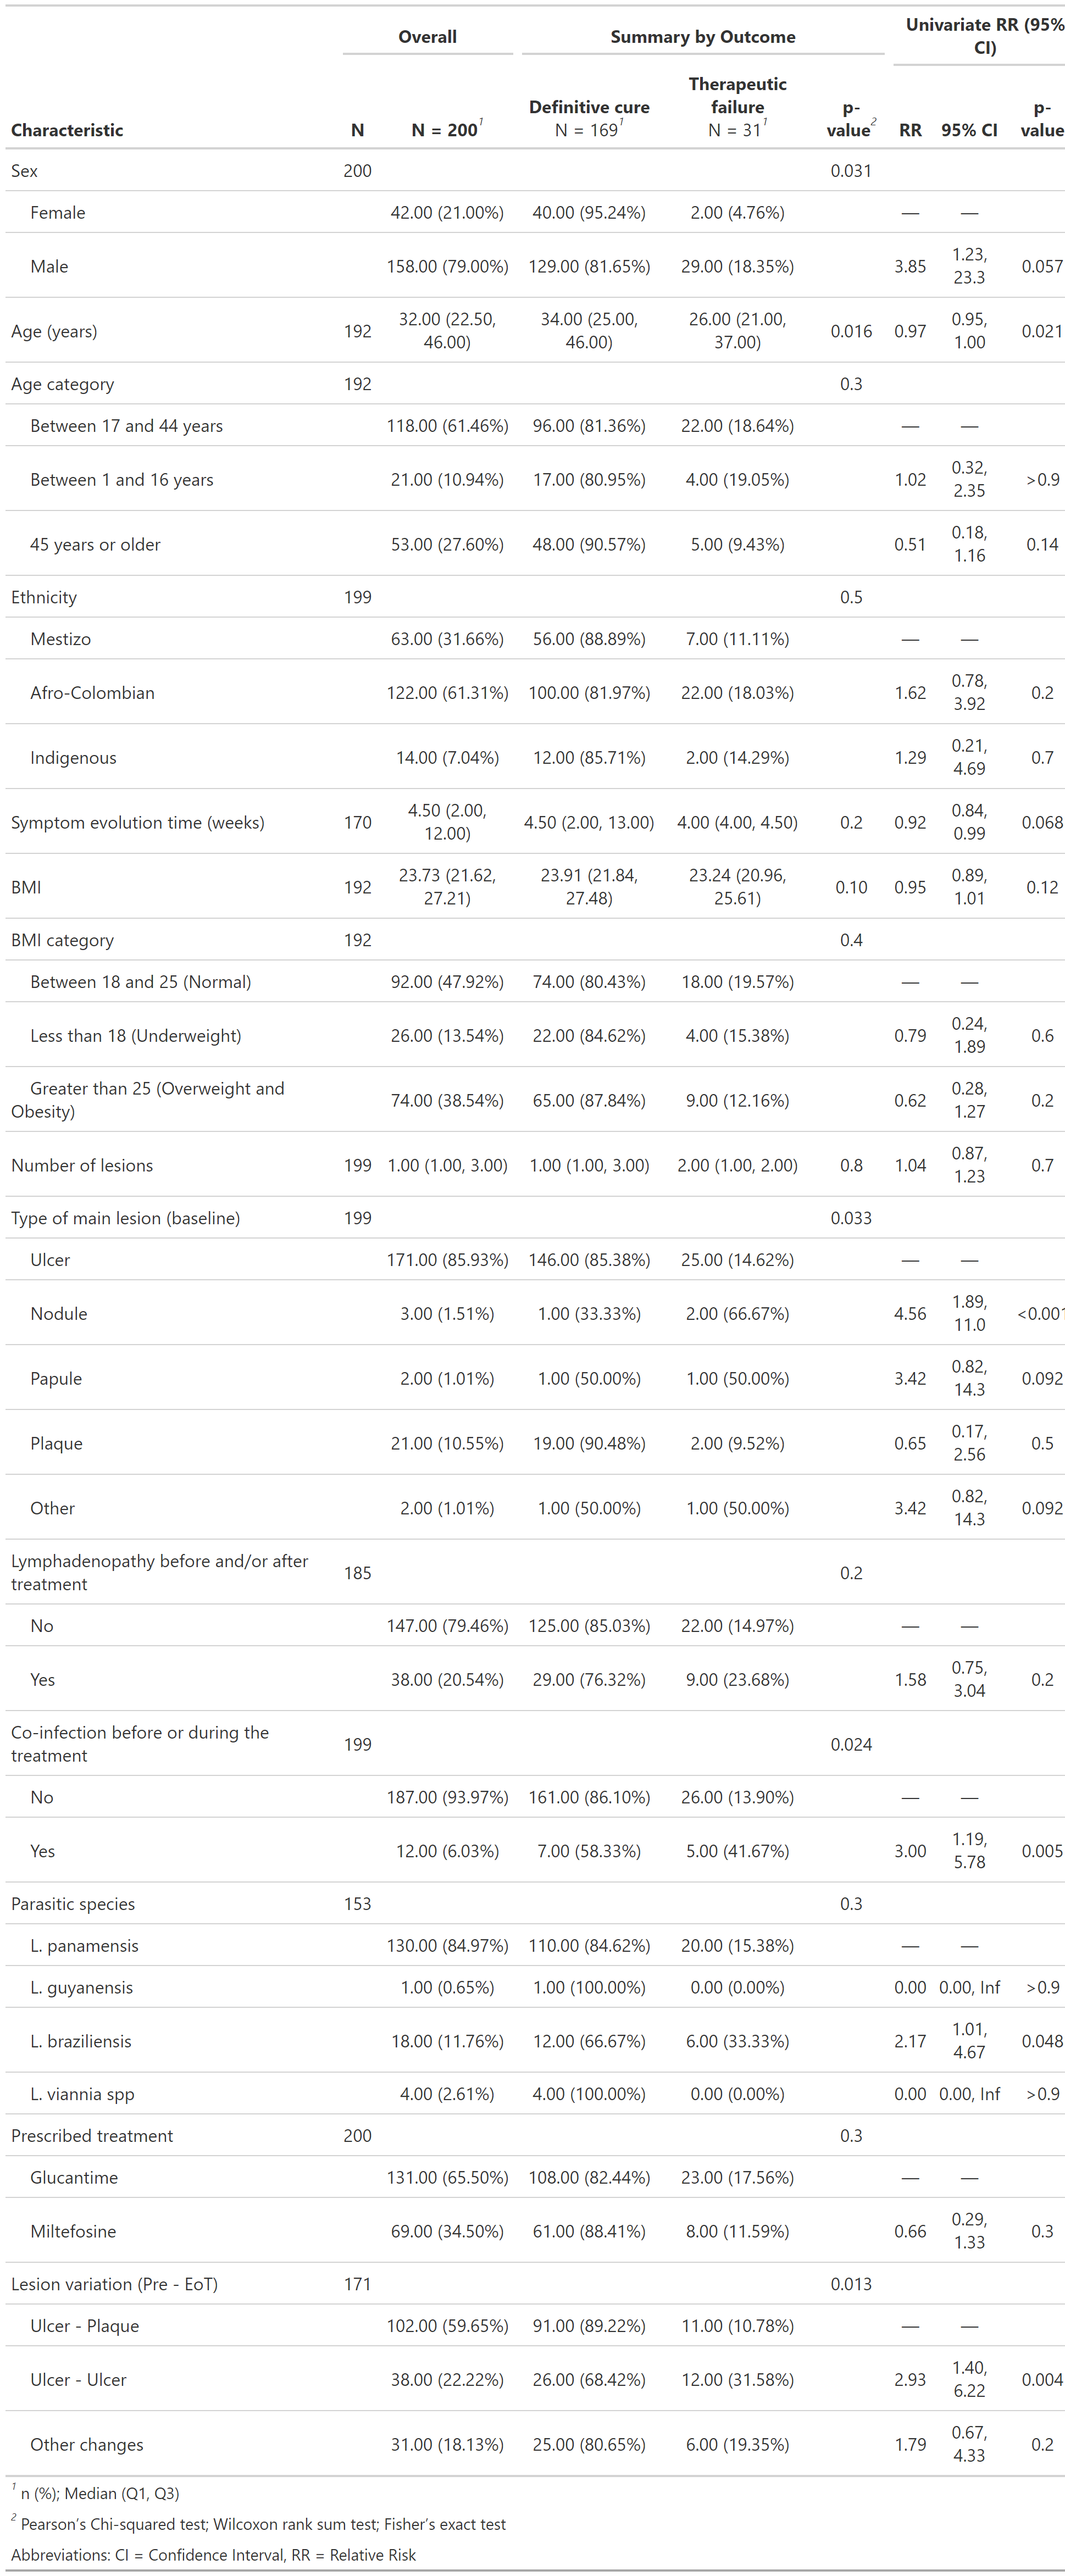 Overall Summary by Outcome Univariate RR (95% CI)
Characteristic N N = 200¹ Definitive cure N = 169¹ Therapeutic failure N = 31¹ p-value² RR 95% CI p-value
Sex 200 0.031
Female 42.00 (21.00%) 40.00 (95.24%) 2.00 (4.76%) — —
Male 158.00 (79.00%) 129.00 (81.65%) 29.00 (18.35%) 3.85 1.23, 23.3 0.057
Age (years) 192 32.00 (22.50, 46.00) 34.00 (25.00, 46.00) 26.00 (21.00, 37.00) 0.016 0.97 0.95, 1.00 0.021
Age category 192 0.3
Between 17 and 44 years 118.00 (61.46%) 96.00 (81.36%) 22.00 (18.64%) — —
Between 1 and 16 years 21.00 (10.94%) 17.00 (80.95%) 4.00 (19.05%) 1.02 0.32, 2.35 >0.9
45 years or older 53.00 (27.60%) 48.00 (90.57%) 5.00 (9.43%) 0.51 0.18, 1.16 0.14
Ethnicity 199 0.5
Mestizo 63.00 (31.66%) 56.00 (88.89%) 7.00 (11.11%) — —
Afro-Colombian 122.00 (61.31%) 100.00 (81.97%) 22.00 (18.03%) 1.62 0.78, 3.92 0.2
Indigenous 14.00 (7.04%) 12.00 (85.71%) 2.00 (14.29%) 1.29 0.21, 4.69 0.7
Symptom evolution time (weeks) 170 4.50 (2.00, 12.00) 4.50 (2.00, 13.00) 4.00 (4.00, 4.50) 0.2 0.92 0.84, 0.99 0.068
BMI 192 23.73 (21.62, 27.21) 23.91 (21.84, 27.48) 23.24 (20.96, 25.61) 0.10 0.95 0.89, 1.01 0.12
BMI category 192 0.4
Between 18 and 25 (Normal) 92.00 (47.92%) 74.00 (80.43%) 18.00 (19.57%) — —
Less than 18 (Underweight) 26.00 (13.54%) 22.00 (84.62%) 4.00 (15.38%) 0.79 0.24, 1.89 0.6
Greater than 25 (Overweight and Obesity) 74.00 (38.54%) 65.00 (87.84%) 9.00 (12.16%) 0.62 0.28, 1.27 0.2
Number of lesions 199 1.00 (1.00, 3.00) 1.00 (1.00, 3.00) 2.00 (1.00, 2.00) 0.8 1.04 0.87, 1.23 0.7
Type of main lesion (baseline) 199 0.033
Ulcer 171.00 (85.93%) 146.00 (85.38%) 25.00 (14.62%) — —
Nodule 3.00 (1.51%) 1.00 (33.33%) 2.00 (66.67%) 4.56 1.89, 11.0 <0.001
Papule 2.00 (1.01%) 1.00 (50.00%) 1.00 (50.00%) 3.42 0.82, 14.3 0.092
Plaque 21.00 (10.55%) 19.00 (90.48%) 2.00 (9.52%) 0.65 0.17, 2.56 0.5
Other 2.00 (1.01%) 1.00 (50.00%) 1.00 (50.00%) 3.42 0.82, 14.3 0.092
Lymphadenopathy before and/or after treatment 185 0.2
No 147.00 (79.46%) 125.00 (85.03%) 22.00 (14.97%) — —
Yes 38.00 (20.54%) 29.00 (76.32%) 9.00 (23.68%) 1.58 0.75, 3.04 0.2
Co-infection before or during the treatment 199 0.024
No 187.00 (93.97%) 161.00 (86.10%) 26.00 (13.90%) — —
Yes 12.00 (6.03%) 7.00 (58.33%) 5.00 (41.67%) 3.00 1.19, 5.78 0.005
Parasitic species 153 0.3
L. panamensis 130.00 (84.97%) 110.00 (84.62%) 20.00 (15.38%) — —
L. guyanensis 1.00 (0.65%) 1.00 (100.00%) 0.00 (0.00%) 0.00 0.00, Inf >0.9
L. braziliensis 18.00 (11.76%) 12.00 (66.67%) 6.00 (33.33%) 2.17 1.01, 4.67 0.048
L. viannia spp 4.00 (2.61%) 4.00 (100.00%) 0.00 (0.00%) 0.00 0.00, Inf >0.9
Prescribed treatment 200 0.3
Glucantime 131.00 (65.50%) 108.00 (82.44%) 23.00 (17.56%) — —
Miltefosine 69.00 (34.50%) 61.00 (88.41%) 8.00 (11.59%) 0.66 0.29, 1.33 0.3
Lesion variation (Pre - EoT) 171 0.013
Ulcer - Plaque 102.00 (59.65%) 91.00 (89.22%) 11.00 (10.78%) — —
Ulcer - Ulcer 38.00 (22.22%) 26.00 (68.42%) 12.00 (31.58%) 2.93 1.40, 6.22 0.004
Other changes 31.00 (18.13%) 25.00 (80.65%) 6.00 (19.35%) 1.79 0.67, 4.33 0.2
¹ n (%); Median (Q1, Q3)
² Pearson's Chi-squared test; Wilcoxon rank sum test; Fisher's exact test
Abbreviations: CI = Confidence Interval, RR = Relative Risk